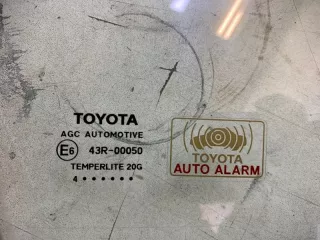 TOYOTA
AGC AUTOMOTIVE
E6 43R-00050
TEMPERLITE 20G
4 • • • • • •
TOYOTA
AUTO ALARM